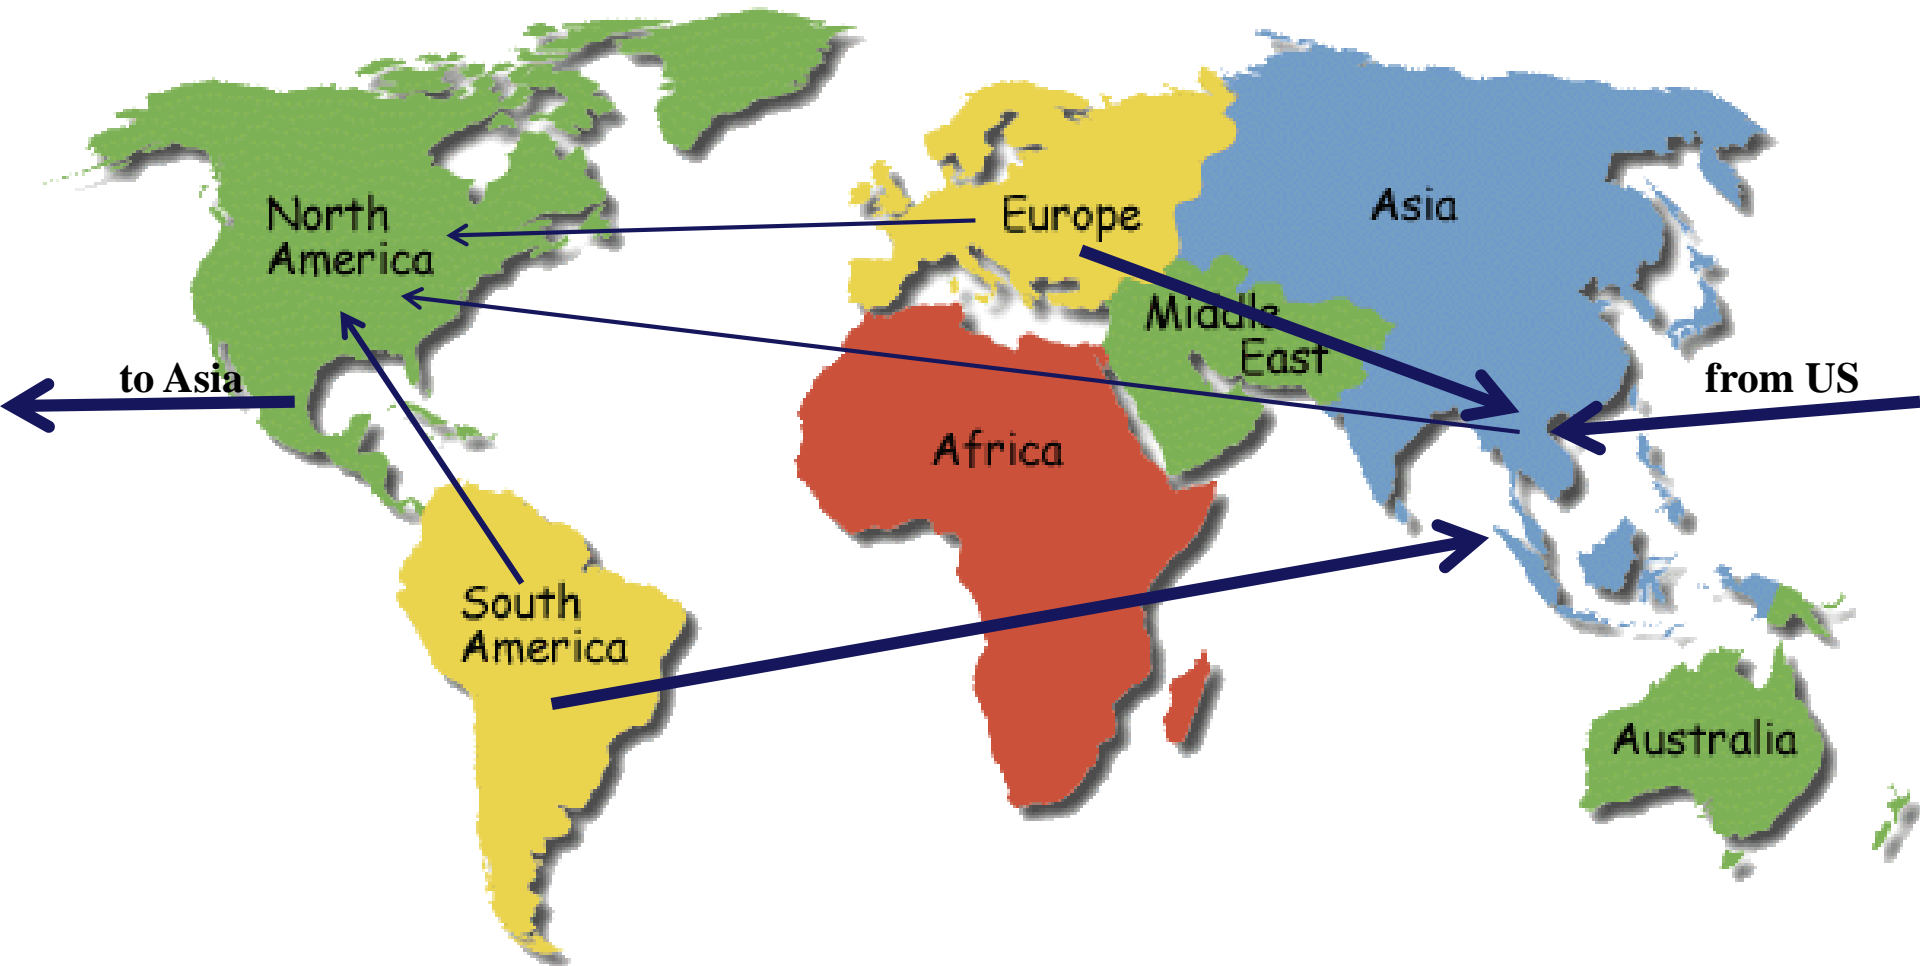 North
America
Europe
Asia
Middle
East
to Asia
from US
Africa
South
America
Australia